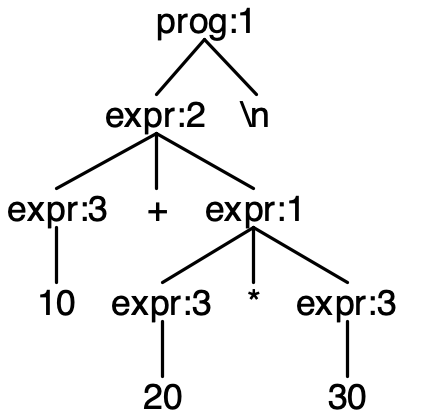 prog:1
expr:2 \n
expr:3 + expr:1
10 expr:3 * expr:3
20 30